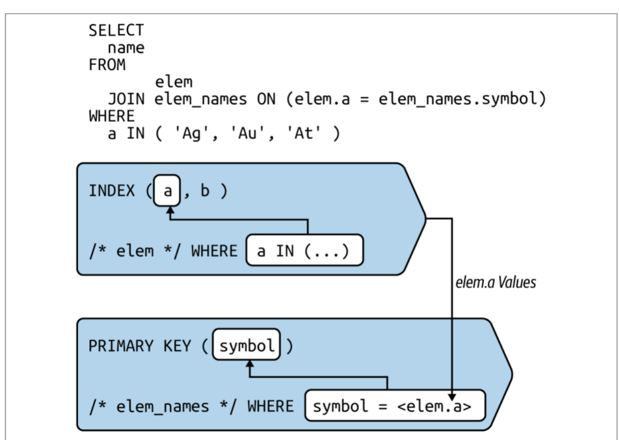 SELECT
name
FROM
elem
JOIN elem_names ON (elem.a = elem_names.symbol)
WHERE
a IN ( 'Ag', 'Au', 'At' )
INDEX ( a , b )
/* elem */ WHERE a IN (...)
elem.a Values
PRIMARY KEY ( symbol )
/* elem_names */ WHERE symbol = <elem.a>